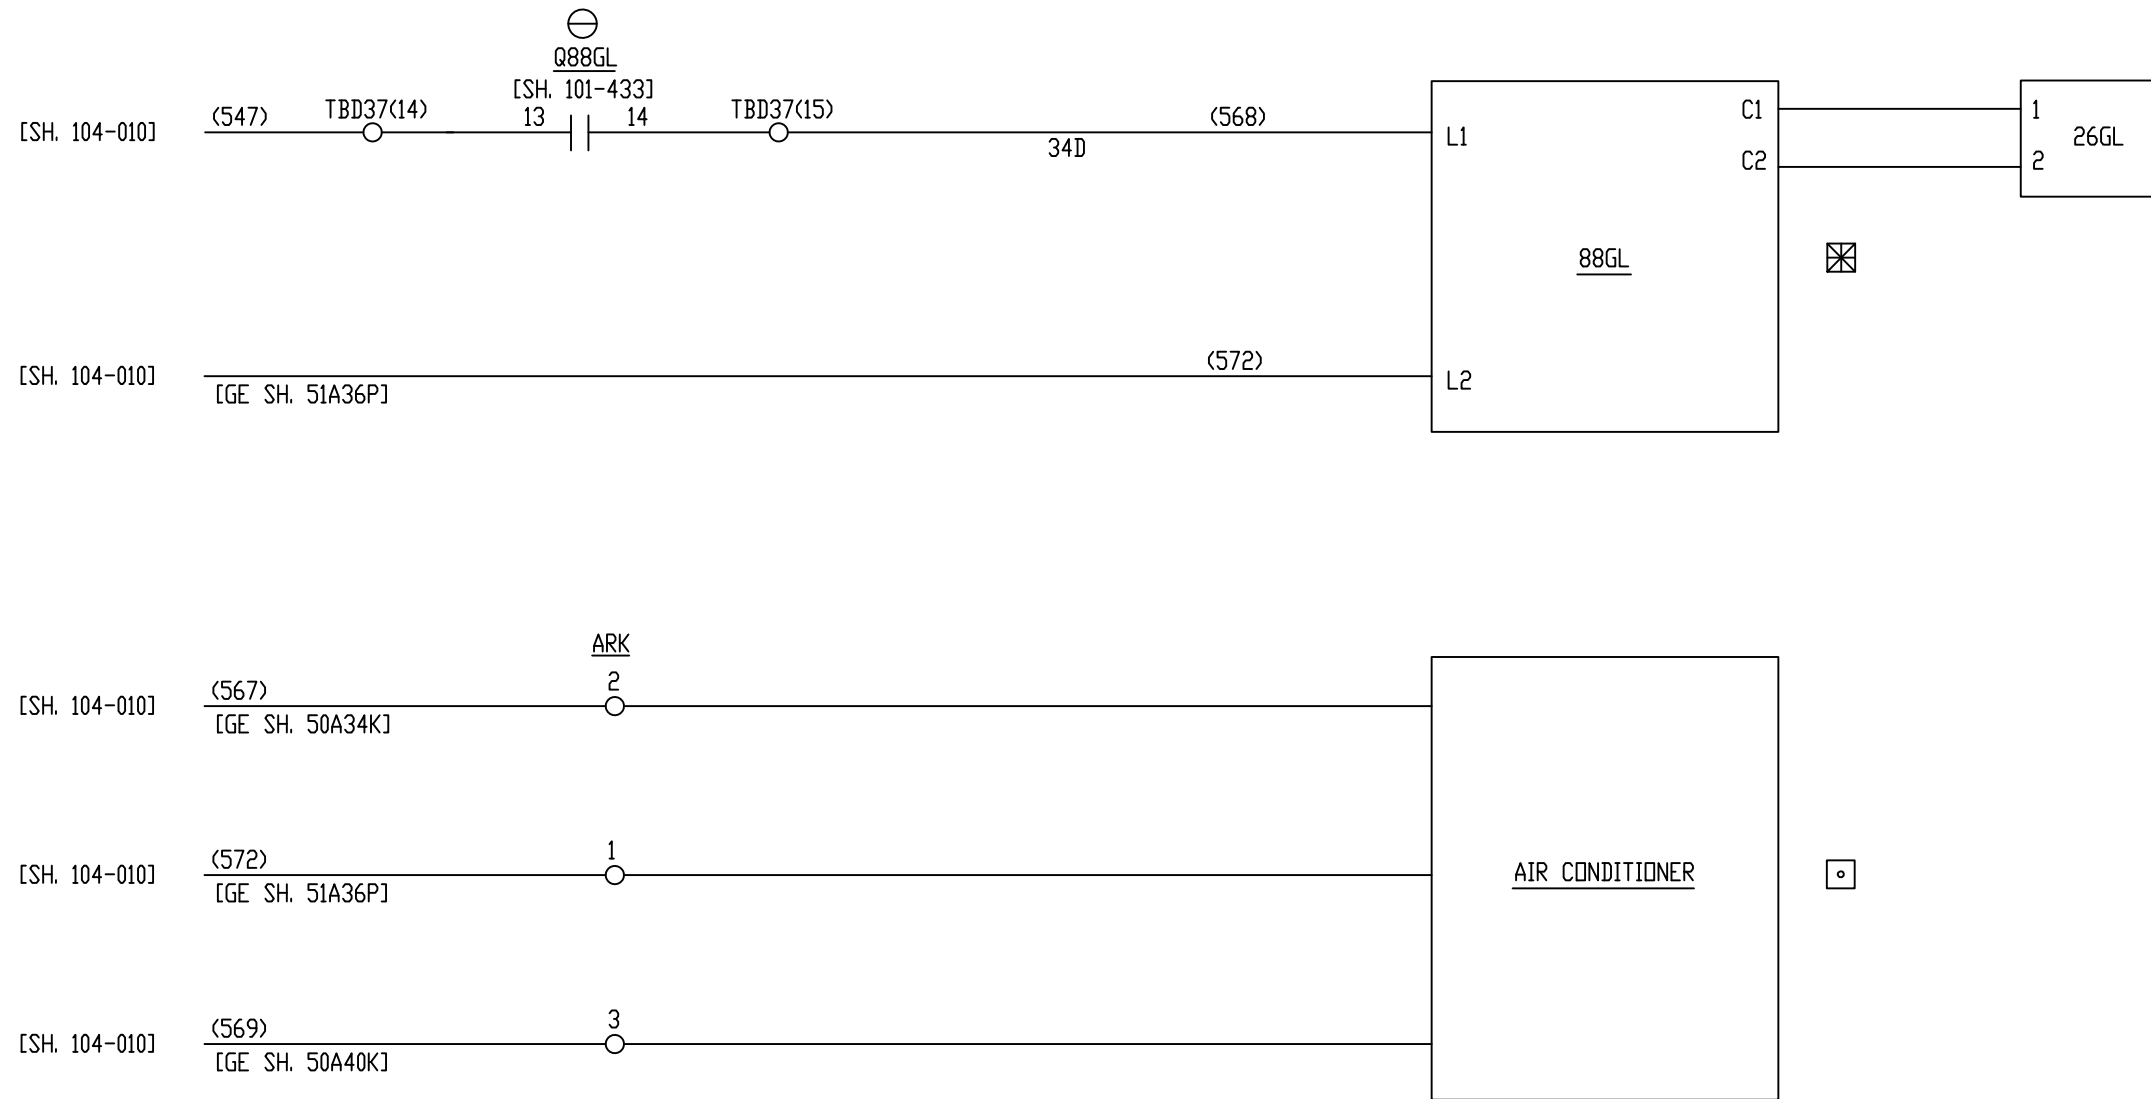 Q88GL
[SH. 101-433]
[SH. 104-010] (547) TBD37(14) 13 14 TBD37(15) (568) L1 C1 1
34D C2 2 26GL
88GL
[SH. 104-010] (572) L2
[GE SH. 51A36P]
ARK
[SH. 104-010] (567) 2
[GE SH. 50A34K]
[SH. 104-010] (572) 1 AIR CONDITIONER
[GE SH. 51A36P]
[SH. 104-010] (569) 3
[GE SH. 50A40K]